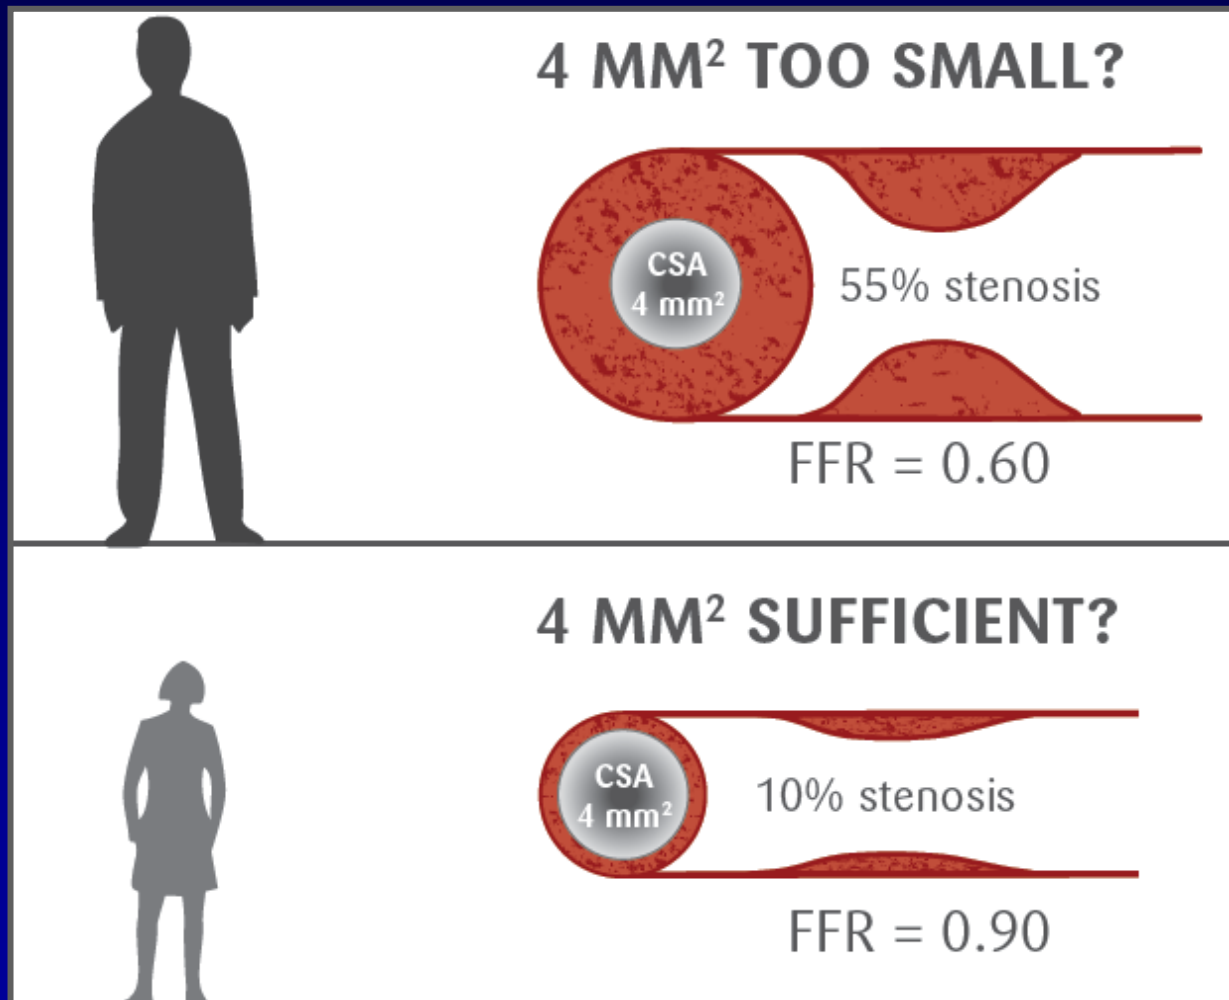 4 MM² TOO SMALL?
CSA
4 mm²
55% stenosis
FFR = 0.60
4 MM² SUFFICIENT?
CSA
4 mm²
10% stenosis
FFR = 0.90